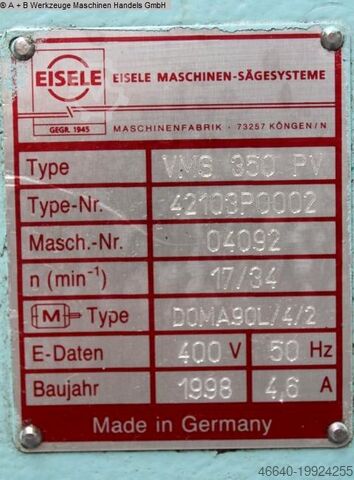 © A + B Werkzeuge Maschinen Handels GmbH
EISELE
GEGR. 1945
EISELE MASCHINEN-SÄGESYSTEME
MASCHINENFABRIK · 73257 KÖNGEN/N
Type VMS 350 PV
Type-Nr. 42103P0002
Masch.-Nr. 04092
n (min⁻¹) 17/34
M Type DOMA90L/4/2
E-Daten 400 V 50 Hz
Baujahr 1998 4,6 A
Made in Germany
46640-19924255